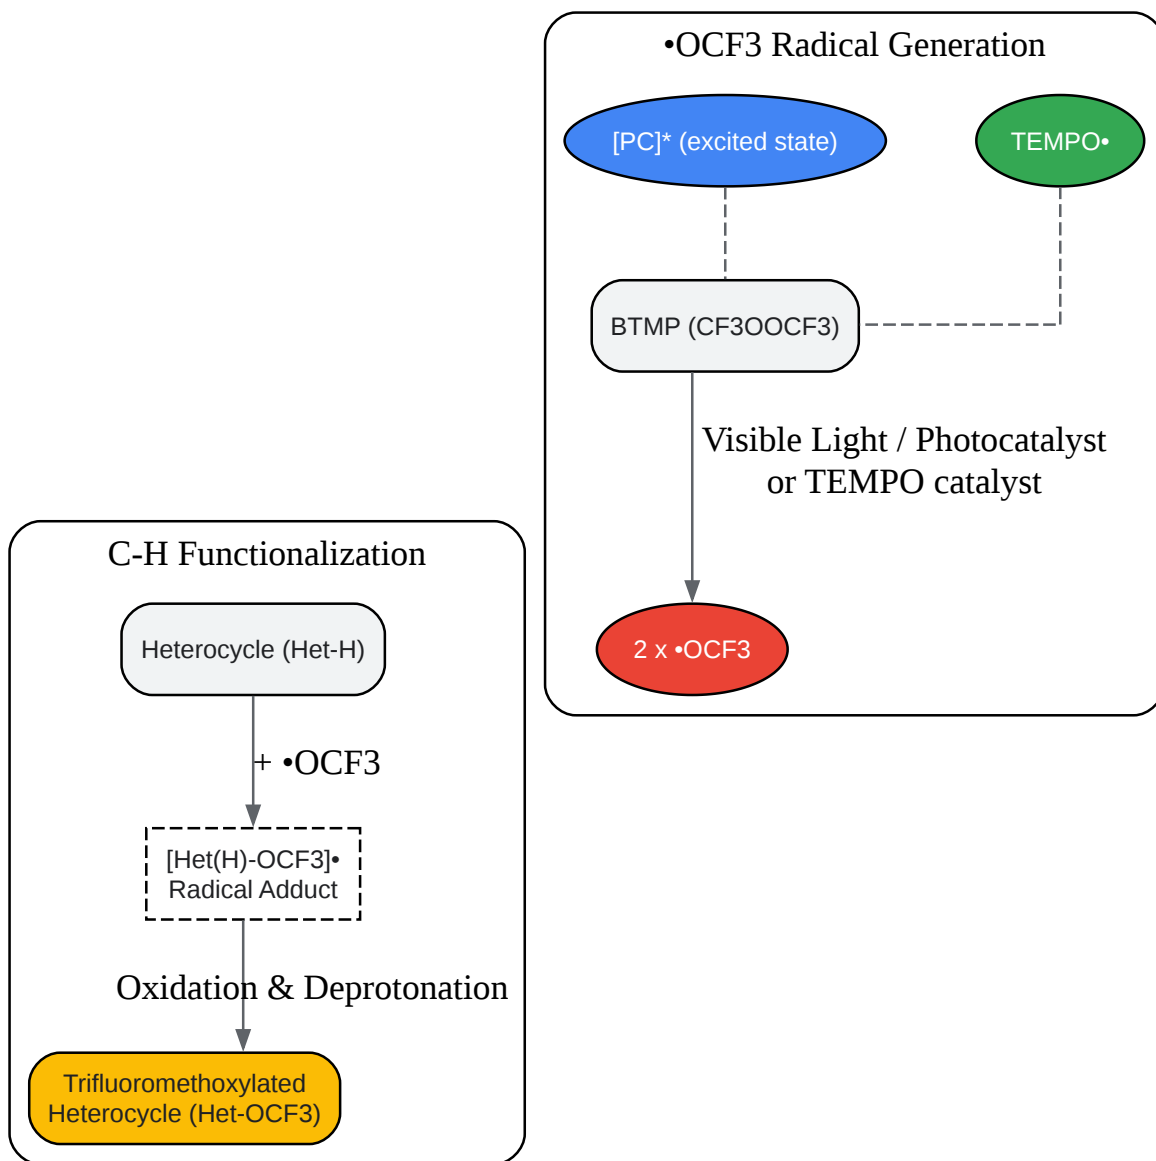 •OCF3 Radical Generation
[PC]* (excited state)
TEMPO•
BTMP (CF3OOCF3)
Visible Light / Photocatalyst
or TEMPO catalyst
2 x •OCF3
C-H Functionalization
Heterocycle (Het-H)
+ •OCF3
[Het(H)-OCF3]•
Radical Adduct
Oxidation & Deprotonation
Trifluoromethoxylated
Heterocycle (Het-OCF3)